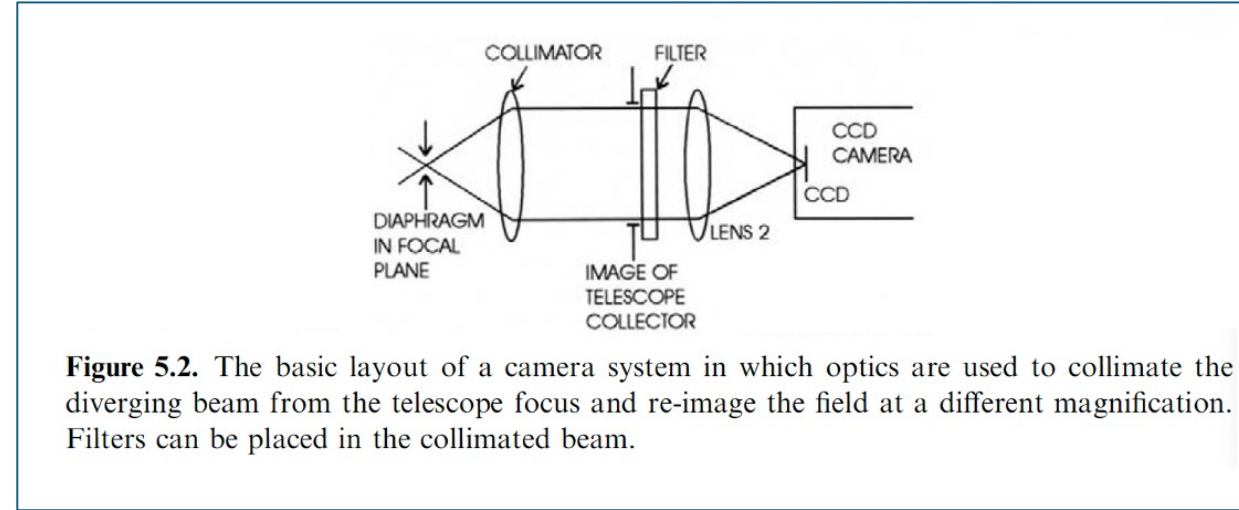 COLLIMATOR
FILTER
CCD
CAMERA
CCD
DIAPHRAGM
IN FOCAL
PLANE
LENS 2
IMAGE OF
TELESCOPE
COLLECTOR
Figure 5.2. The basic layout of a camera system in which optics are used to collimate the
diverging beam from the telescope focus and re-image the field at a different magnification.
Filters can be placed in the collimated beam.